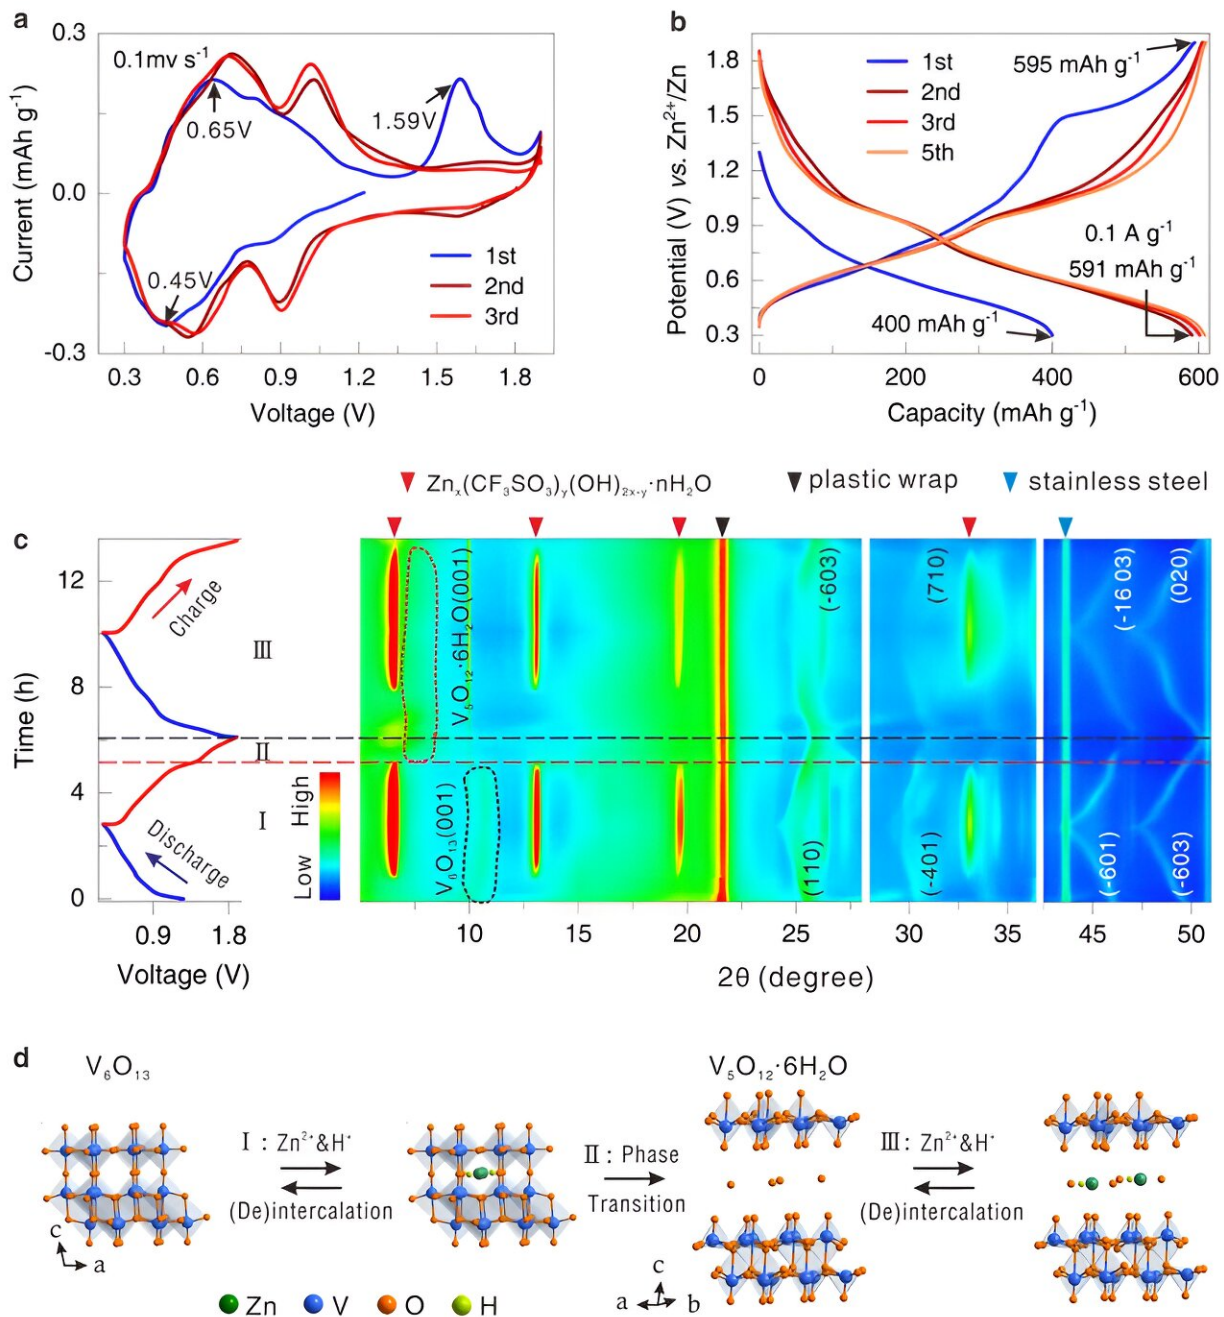 a
0.3
0.0
-0.3
Current (mAh g⁻¹)
0.1mv s⁻¹
0.65V
1.59V
0.45V
1st
2nd
3rd
0.3 0.6 0.9 1.2 1.5 1.8
Voltage (V)
b
1.8
1.5
1.2
0.9
0.6
0.3
Potential (V) vs. Zn²⁺/Zn
1st
2nd
3rd
5th
595 mAh g⁻¹
0.1 A g⁻¹
591 mAh g⁻¹
400 mAh g⁻¹
0 200 400 600
Capacity (mAh g⁻¹)
Znₓ(CF₃SO₃)ᵧ(OH)₂ₓ₋ᵧ·nH₂O
plastic wrap
stainless steel
c
12
8
4
0
Time (h)
Charge
Discharge
III
II
I
0.9 1.8
Voltage (V)
High
Low
V₅O₁₂·6H₂O(001)
V₆O₁₃(001)
(-603)
(110)
(710)
(-401)
(-16 03)
(020)
(-601)
(-603)
10 15 20 25 30 35 45 50
2θ (degree)
d
V₆O₁₃
V₅O₁₂·6H₂O
I : Zn²⁺&H⁺
(De)intercalation
II : Phase
Transition
III : Zn²⁺&H⁺
(De)intercalation
c
a
c
a
b
Zn V O H